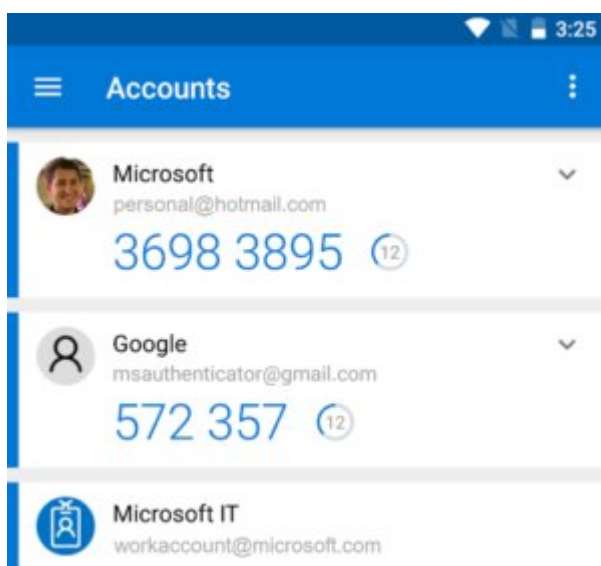 3:25
Accounts
Microsoft
personal@hotmail.com
3698 3895 12
Google
msauthenticator@gmail.com
572 357 12
Microsoft IT
workaccount@microsoft.com